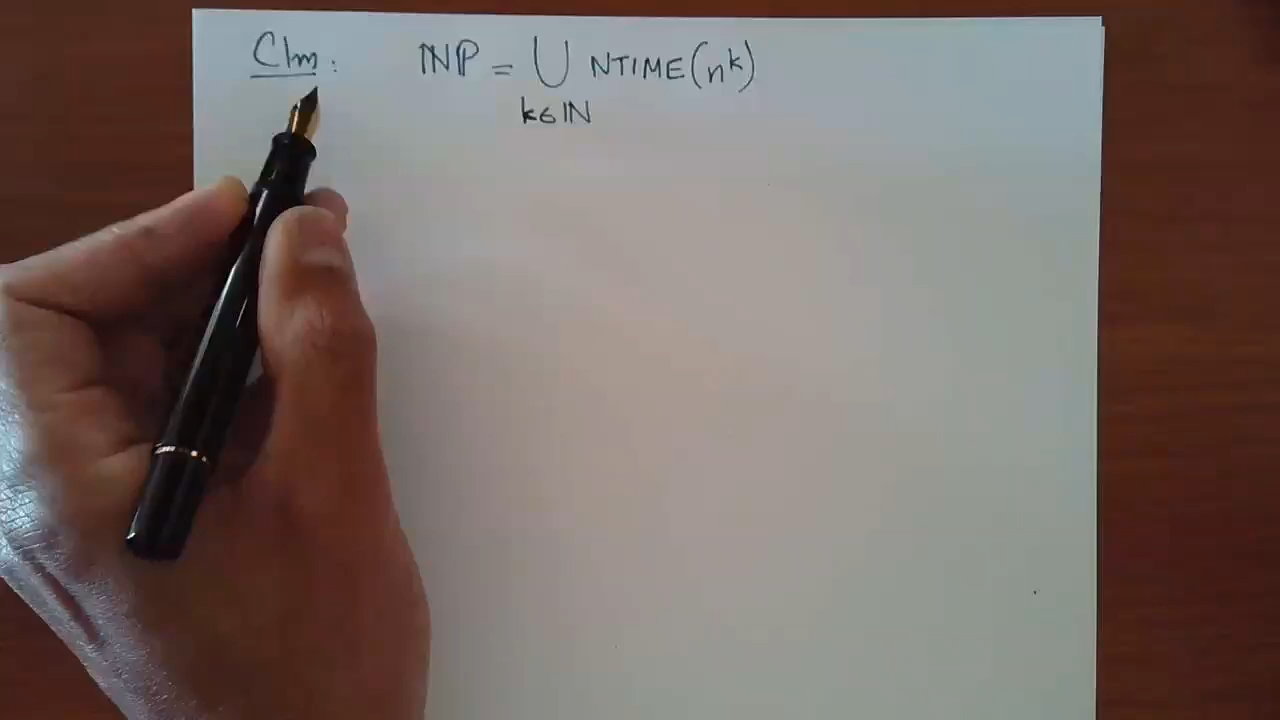 Clm: NP = ⋃ NTIME(n^k)
k∈ℕ